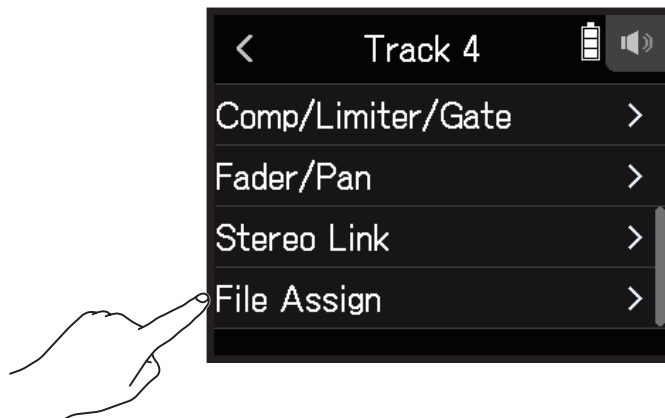 Track 4
Comp/Limiter/Gate
Fader/Pan
Stereo Link
File Assign